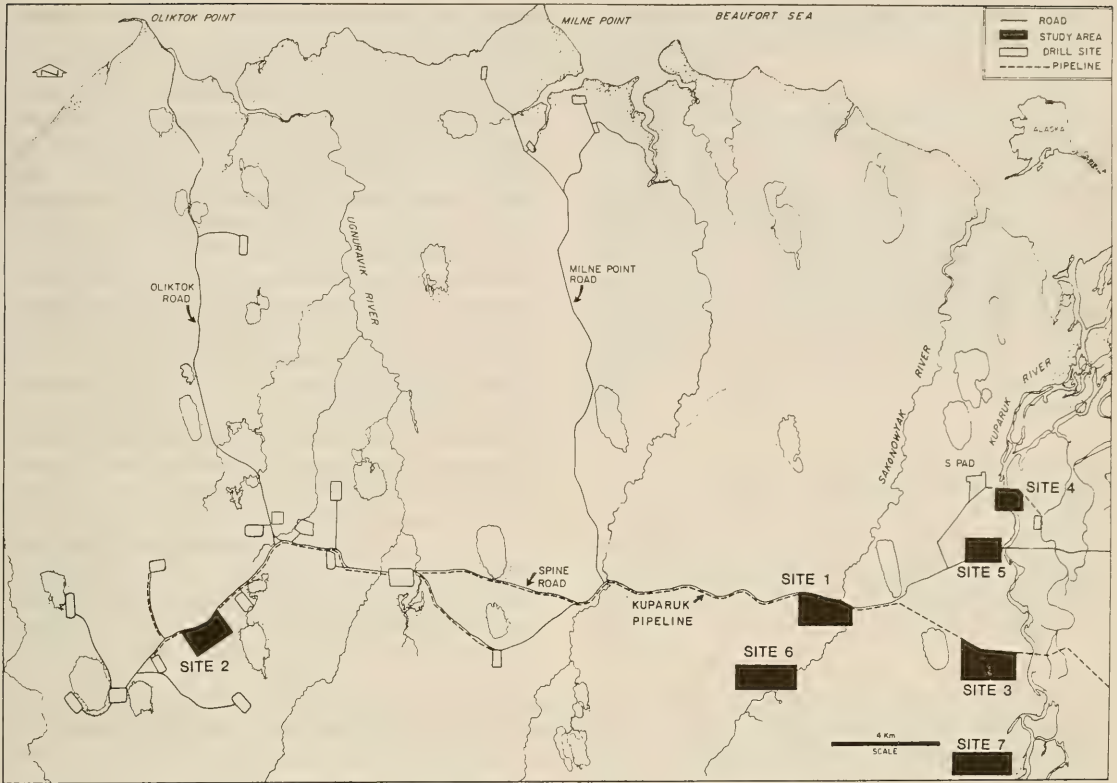 OLIKTOK POINT
MILNE POINT
BEAUFORT SEA
ROAD
STUDY AREA
DRILL SITE
PIPELINE
ALASKA
UGNURAVIK RIVER
OLIKTOK
ROAD
MILNE POINT
ROAD
SAKONOWYAK RIVER
KUPARUK RIVER
S PAD
SITE 4
SITE 5
SPINE
ROAD
SITE 1
KUPARUK
PIPELINE
SITE 2
SITE 6
SITE 3
4 Km
SCALE
SITE 7